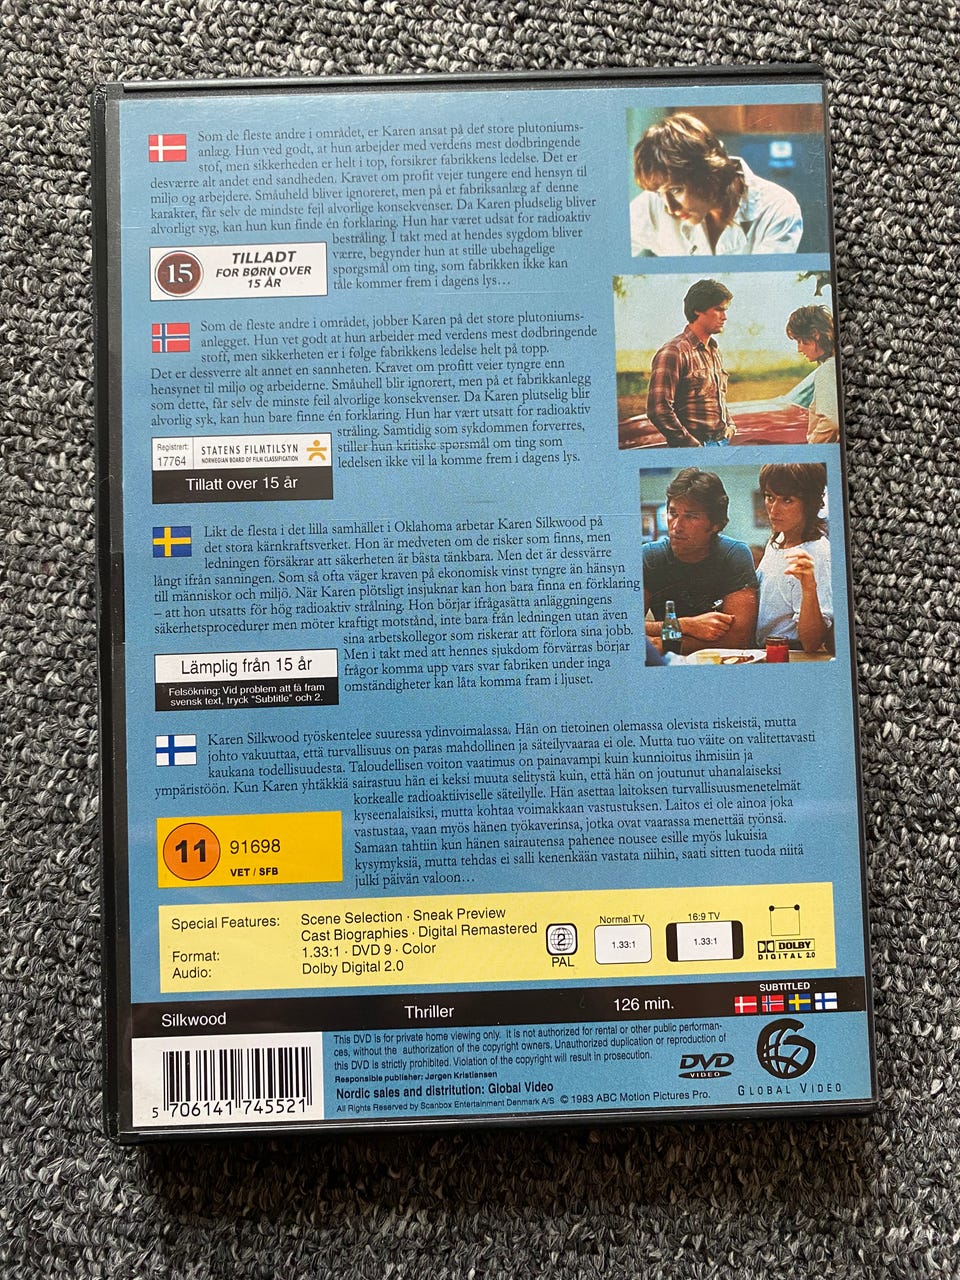 Som de fleste andre i området, er Karen ansat på det store plutoniums-
anlæg. Hun ved godt, at hun arbejder med verdens mest dødbringende
stof, men sikkerheden er helt i top, forsikrer fabrikkens ledelse. Det er
desværre alt andet end sandheden. Kravet om profit vejer tungere end hensyn til
miljø og arbejdere. Småuheld bliver ignoreret, men på et fabriksanlæg af denne
karakter, får selv de mindste fejl alvorlige konsekvenser. Da Karen pludselig bliver
alvorligt syg, kan hun kun finde én forklaring. Hun har været udsat for radioaktiv
bestråling. I takt med at hendes sygdom bliver
værre, begynder hun at stille ubehagelige
spørgsmål om ting, som fabrikken ikke kan
tåle kommer frem i dagens lys...
15
TILLADT
FOR BØRN OVER
15 ÅR
Som de fleste andre i området, jobber Karen på det store plutoniums-
anlegget. Hun vet godt at hun arbeider med verdens mest dødbringende
stoff, men sikkerheten er i følge fabrikkens ledelse helt på topp.
Det er dessverre alt annet en sannheten. Kravet om profitt veier tyngre enn
hensynet til miljø og arbeiderne. Småuhell blir ignorert, men på et fabrikkanlegg
som dette, får selv de minste feil alvorlige konsekvenser. Da Karen plutselig blir
alvorlig syk, kan hun bare finne én forklaring. Hun har vært utsatt for radioaktiv
stråling. Samtidig som sykdommen forverres,
stiller hun kritiske spørsmål om ting som
ledelsen ikke vil la komme frem i dagens lys.
Registrert:
17764
STATENS FILMTILSYN
NORWEGIAN BOARD OF FILM CLASSIFICATION
Tillatt over 15 år
Likt de flesta i det lilla samhället i Oklahoma arbetar Karen Silkwood på
det stora kärnkraftsverket. Hon är medveten om de risker som finns, men
ledningen försäkrar att säkerheten är bästa tänkbara. Men det är dessvärre
långt ifrån sanningen. Som så ofta väger kraven på ekonomisk vinst tyngre än hänsyn
till människor och miljö. När Karen plötsligt insjuknar kan hon bara finna en förklaring
– att hon utsatts för hög radioaktiv strålning. Hon börjar ifrågasätta anläggningens
säkerhetsprocedurer men möter kraftigt motstånd, inte bara från ledningen utan även
sina arbetskollegor som riskerar att förlora sina jobb.
Men i takt med att hennes sjukdom förvärras börjar
frågor komma upp vars svar fabriken under inga
omständigheter kan låta komma fram i ljuset.
Lämplig från 15 år
Felsökning: Vid problem att få fram
svensk text, tryck "Subtitle" och 2.
Karen Silkwood työskentelee suuressa ydinvoimalassa. Hän on tietoinen olemassa olevista riskeistä, mutta
johto vakuuttaa, että turvallisuus on paras mahdollinen ja säteilyvaaraa ei ole. Mutta tuo väite on valitettavasti
kaukana todellisuudesta. Taloudellisen voiton vaatimus on painavampi kuin kunnioitus ihmisiin ja
ympäristöön. Kun Karen yhtäkkiä sairastuu hän ei keksi muuta selitystä kuin, että hän on joutunut uhanalaiseksi
korkealle radioaktiiviselle säteilylle. Hän asettaa laitoksen turvallisuusmenetelmät
kyseenalaisiksi, mutta kohtaa voimakkaan vastustuksen. Laitos ei ole ainoa joka
vastustaa, vaan myös hänen työkaverinsa, jotka ovat vaarassa menettää työnsä.
Samaan tahtiin kun hänen sairautensa pahenee nousee esille myös lukuisia
kysymyksiä, mutta tehdas ei salli kenenkään vastata niihin, saati sitten tuoda niitä
julki päivän valoon...
11
91698
VET / SFB
Special Features: Scene Selection · Sneak Preview
Cast Biographies · Digital Remastered
Format: 1.33:1 · DVD 9 · Color
Audio: Dolby Digital 2.0
2
PAL
Normal TV
1.33:1
16:9 TV
1.33:1
DOLBY
DIGITAL 2.0
Silkwood Thriller 126 min.
SUBTITLED
5 706141 745521
This DVD is for private home viewing only. It is not authorized for rental or other public performan-
ces, without the authorization of the copyright owners. Unauthorized duplication or reproduction of
this DVD is strictly prohibited. Violation of the copyright will result in prosecution.
Responsible publisher: Jørgen Kristiansen
Nordic sales and distritution: Global Video
All Rights Reserved by Scanbox Entertainment Denmark A/S © 1983 ABC Motion Pictures Pro.
DVD
VIDEO
GLOBAL VIDEO